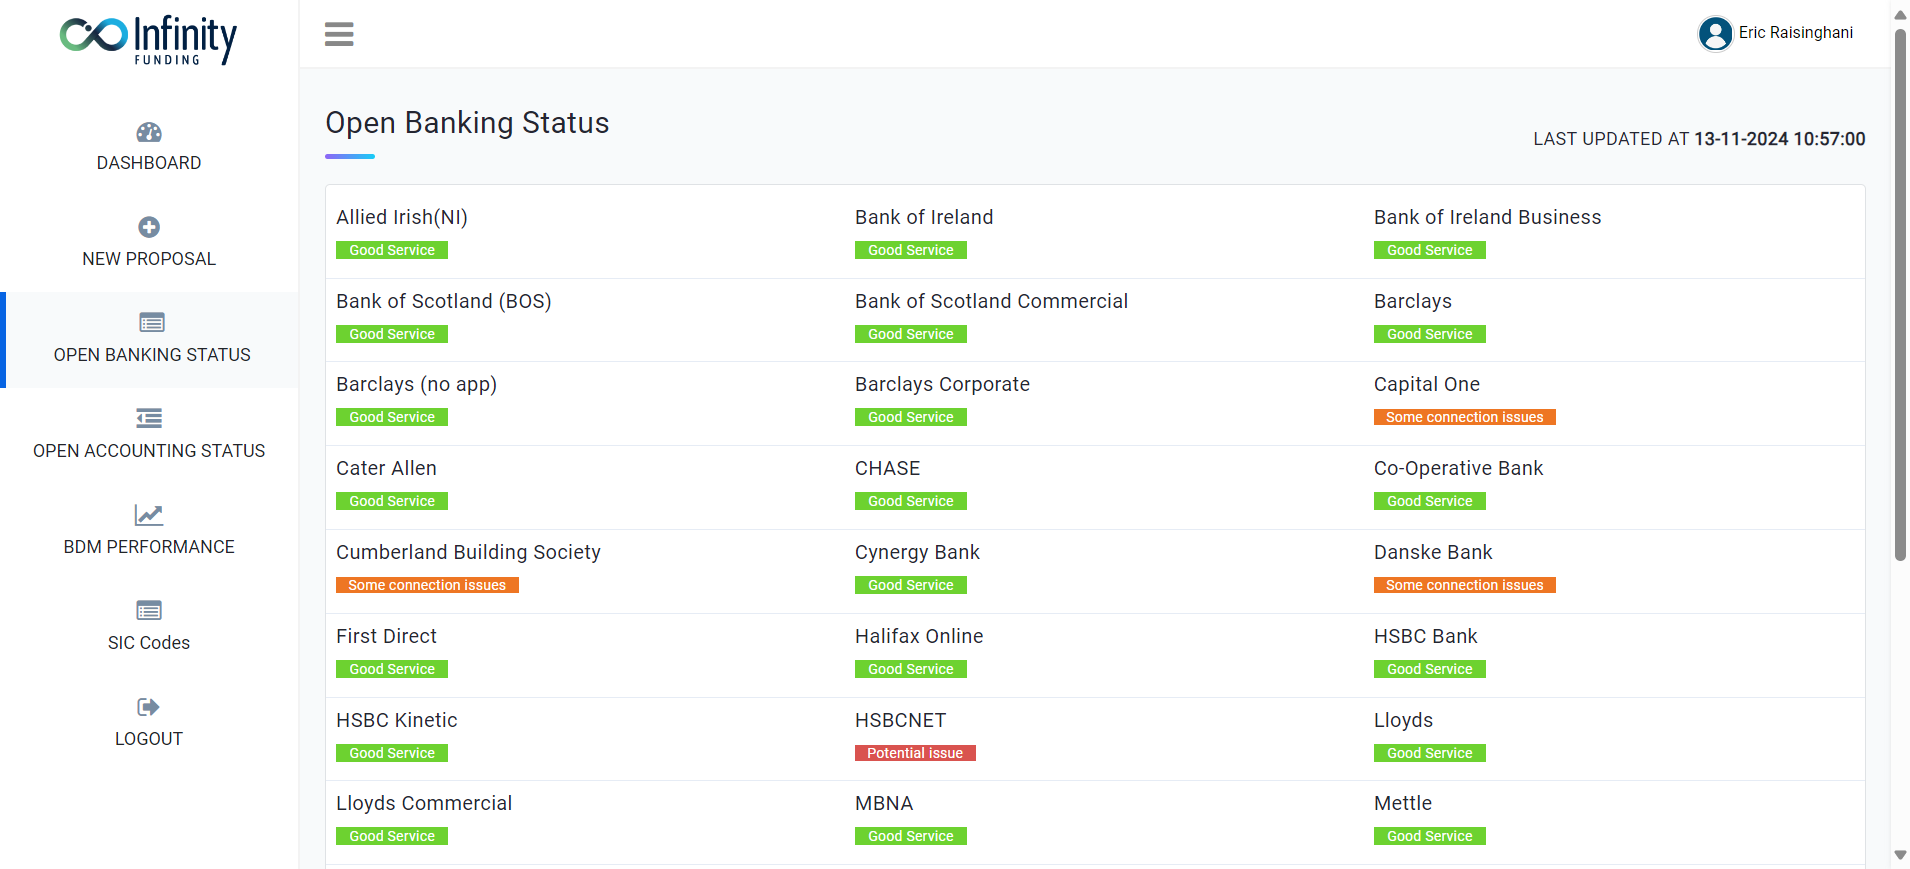 Infinity
FUNDING
Eric Raisinghani
DASHBOARD
NEW PROPOSAL
OPEN BANKING STATUS
OPEN ACCOUNTING STATUS
BDM PERFORMANCE
SIC Codes
LOGOUT
Open Banking Status
LAST UPDATED AT 13-11-2024 10:57:00
Allied Irish(NI)
Good Service
Bank of Ireland
Good Service
Bank of Ireland Business
Good Service
Bank of Scotland (BOS)
Good Service
Bank of Scotland Commercial
Good Service
Barclays
Good Service
Barclays (no app)
Good Service
Barclays Corporate
Good Service
Capital One
Some connection issues
Cater Allen
Good Service
CHASE
Good Service
Co-Operative Bank
Good Service
Cumberland Building Society
Some connection issues
Cynergy Bank
Good Service
Danske Bank
Some connection issues
First Direct
Good Service
Halifax Online
Good Service
HSBC Bank
Good Service
HSBC Kinetic
Good Service
HSBCNET
Potential issue
Lloyds
Good Service
Lloyds Commercial
Good Service
MBNA
Good Service
Mettle
Good Service